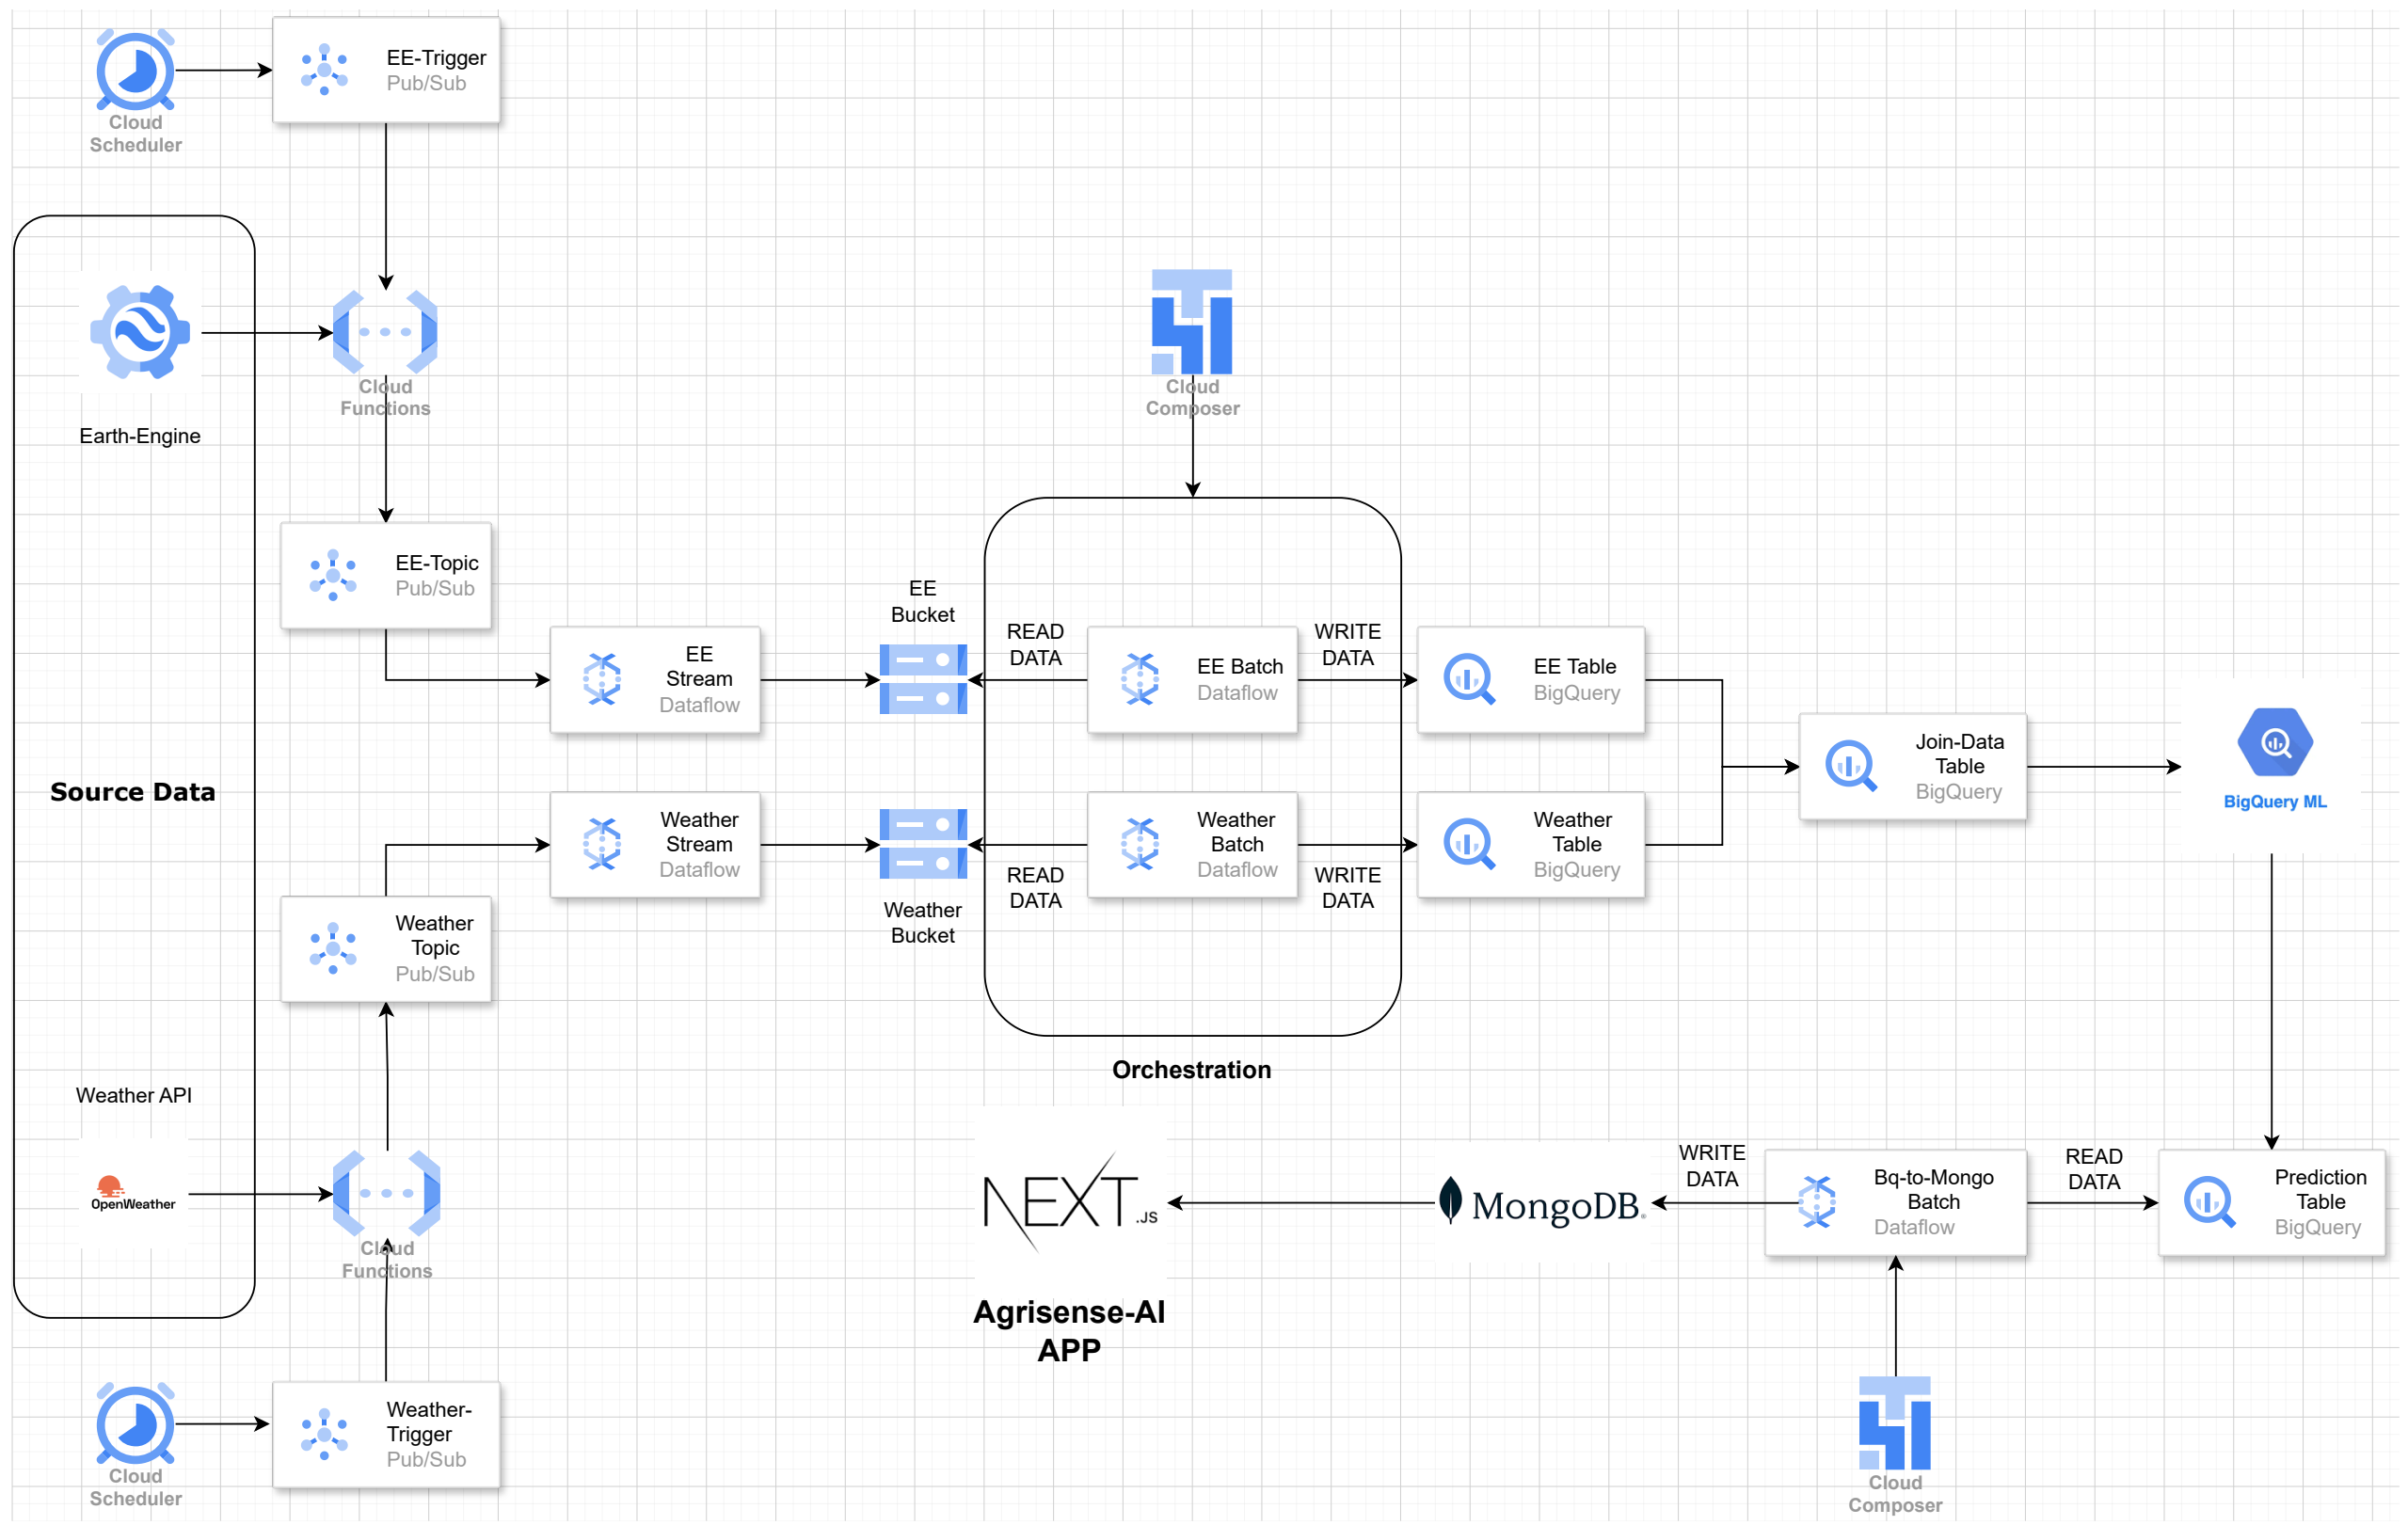 EE-Trigger
Pub/Sub
Cloud
Scheduler
Cloud
Functions
Earth-Engine
Cloud
Composer
EE-Topic
Pub/Sub
EE
Stream
Dataflow
EE
Bucket
READ
DATA
EE Batch
Dataflow
WRITE
DATA
EE Table
BigQuery
Join-Data
Table
BigQuery
BigQuery ML
Source Data
Weather
Stream
Dataflow
Weather
Bucket
READ
DATA
Weather
Batch
Dataflow
WRITE
DATA
Weather
Table
BigQuery
Weather
Topic
Pub/Sub
Orchestration
Weather API
OpenWeather
Cloud
Functions
NEXT.JS
Agrisense-AI
APP
MongoDB®
WRITE
DATA
Bq-to-Mongo
Batch
Dataflow
READ
DATA
Prediction
Table
BigQuery
Cloud
Scheduler
Weather-
Trigger
Pub/Sub
Cloud
Composer